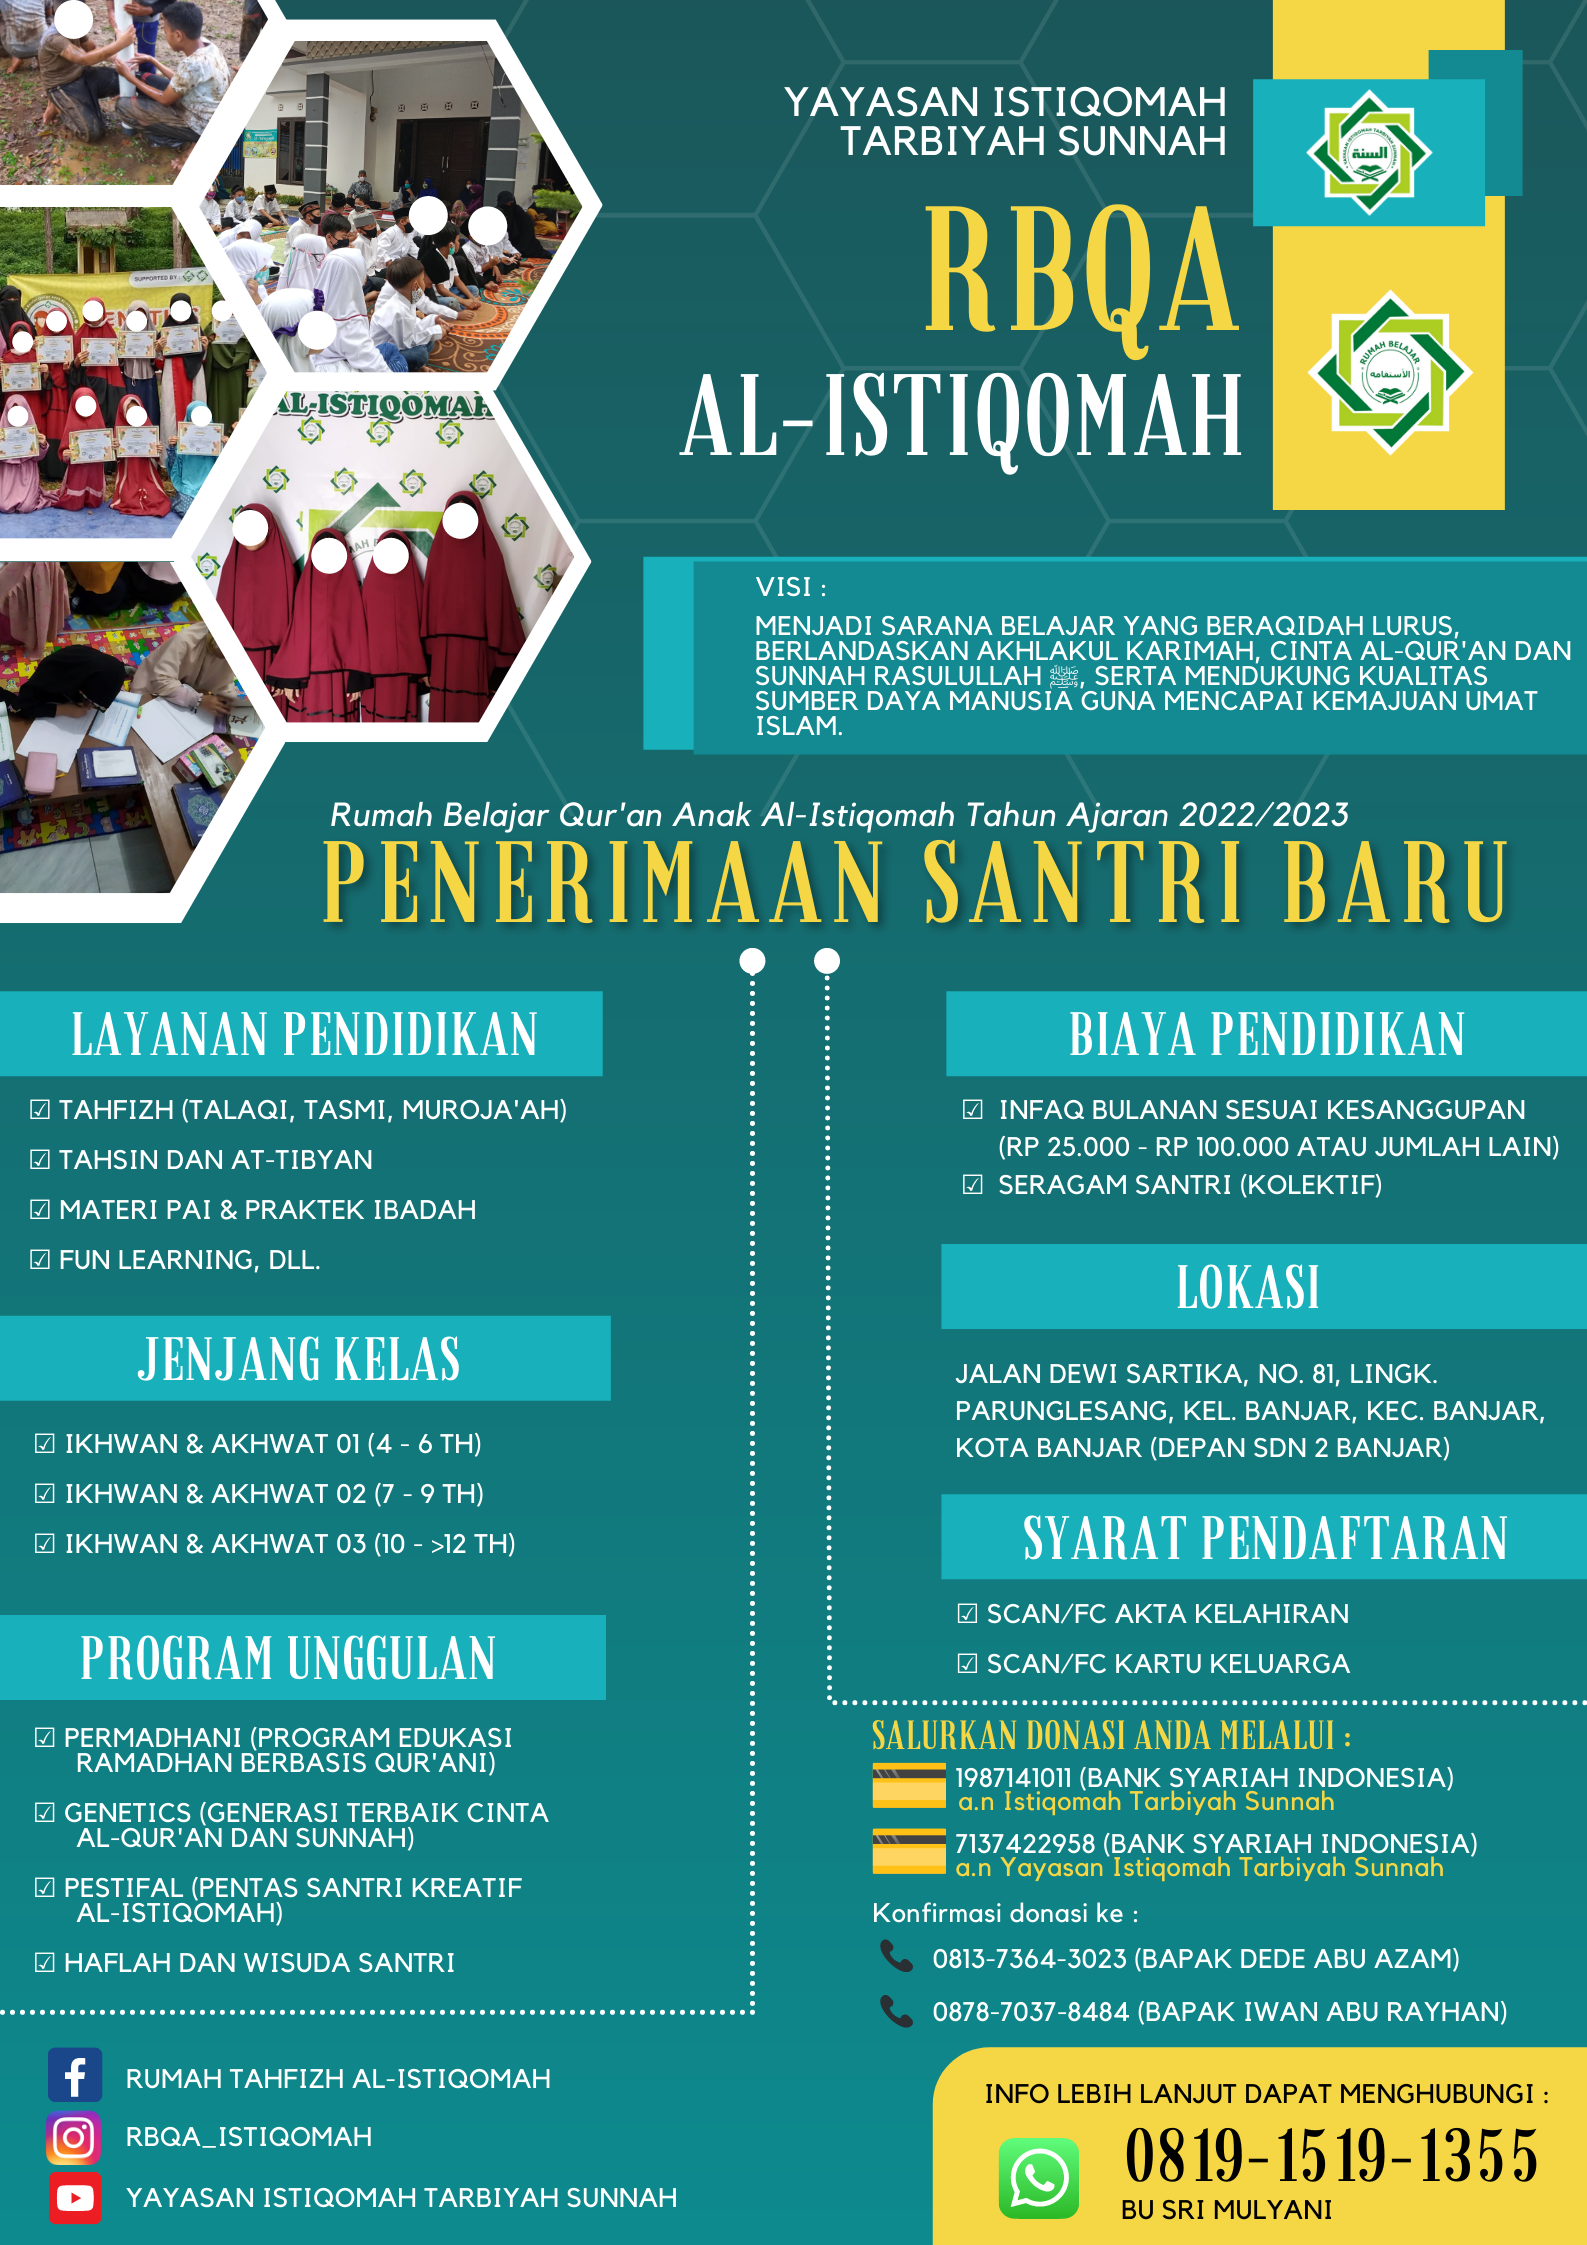 YAYASAN ISTIQOMAH
TARBIYAH SUNNAH
السنة
RBQA
AL-ISTIQOMAH
RUMAH BELAJAR
الأستقامه
SUPPORTED BY :
AL-ISTIQOMAH
VISI :
MENJADI SARANA BELAJAR YANG BERAQIDAH LURUS,
BERLANDASKAN AKHLAKUL KARIMAH, CINTA AL-QUR'AN DAN
SUNNAH RASULULLAH ﷺ, SERTA MENDUKUNG KUALITAS
SUMBER DAYA MANUSIA GUNA MENCAPAI KEMAJUAN UMAT
ISLAM.
Rumah Belajar Qur'an Anak Al-Istiqomah Tahun Ajaran 2022/2023
PENERIMAAN SANTRI BARU
LAYANAN PENDIDIKAN
☑ TAHFIZH (TALAQI, TASMI, MUROJA'AH)
☑ TAHSIN DAN AT-TIBYAN
☑ MATERI PAI & PRAKTEK IBADAH
☑ FUN LEARNING, DLL.
JENJANG KELAS
☑ IKHWAN & AKHWAT 01 (4 - 6 TH)
☑ IKHWAN & AKHWAT 02 (7 - 9 TH)
☑ IKHWAN & AKHWAT 03 (10 - >12 TH)
PROGRAM UNGGULAN
☑ PERMADHANI (PROGRAM EDUKASI
RAMADHAN BERBASIS QUR'ANI)
☑ GENETICS (GENERASI TERBAIK CINTA
AL-QUR'AN DAN SUNNAH)
☑ PESTIFAL (PENTAS SANTRI KREATIF
AL-ISTIQOMAH)
☑ HAFLAH DAN WISUDA SANTRI
BIAYA PENDIDIKAN
☑ INFAQ BULANAN SESUAI KESANGGUPAN
(RP 25.000 - RP 100.000 ATAU JUMLAH LAIN)
☑ SERAGAM SANTRI (KOLEKTIF)
LOKASI
JALAN DEWI SARTIKA, NO. 81, LINGK.
PARUNGLESANG, KEL. BANJAR, KEC. BANJAR,
KOTA BANJAR (DEPAN SDN 2 BANJAR)
SYARAT PENDAFTARAN
☑ SCAN/FC AKTA KELAHIRAN
☑ SCAN/FC KARTU KELUARGA
SALURKAN DONASI ANDA MELALUI :
1987141011 (BANK SYARIAH INDONESIA)
a.n Istiqomah Tarbiyah Sunnah
7137422958 (BANK SYARIAH INDONESIA)
a.n Yayasan Istiqomah Tarbiyah Sunnah
Konfirmasi donasi ke :
0813-7364-3023 (BAPAK DEDE ABU AZAM)
0878-7037-8484 (BAPAK IWAN ABU RAYHAN)
RUMAH TAHFIZH AL-ISTIQOMAH
RBQA_ISTIQOMAH
YAYASAN ISTIQOMAH TARBIYAH SUNNAH
INFO LEBIH LANJUT DAPAT MENGHUBUNGI :
0819-1519-1355
BU SRI MULYANI